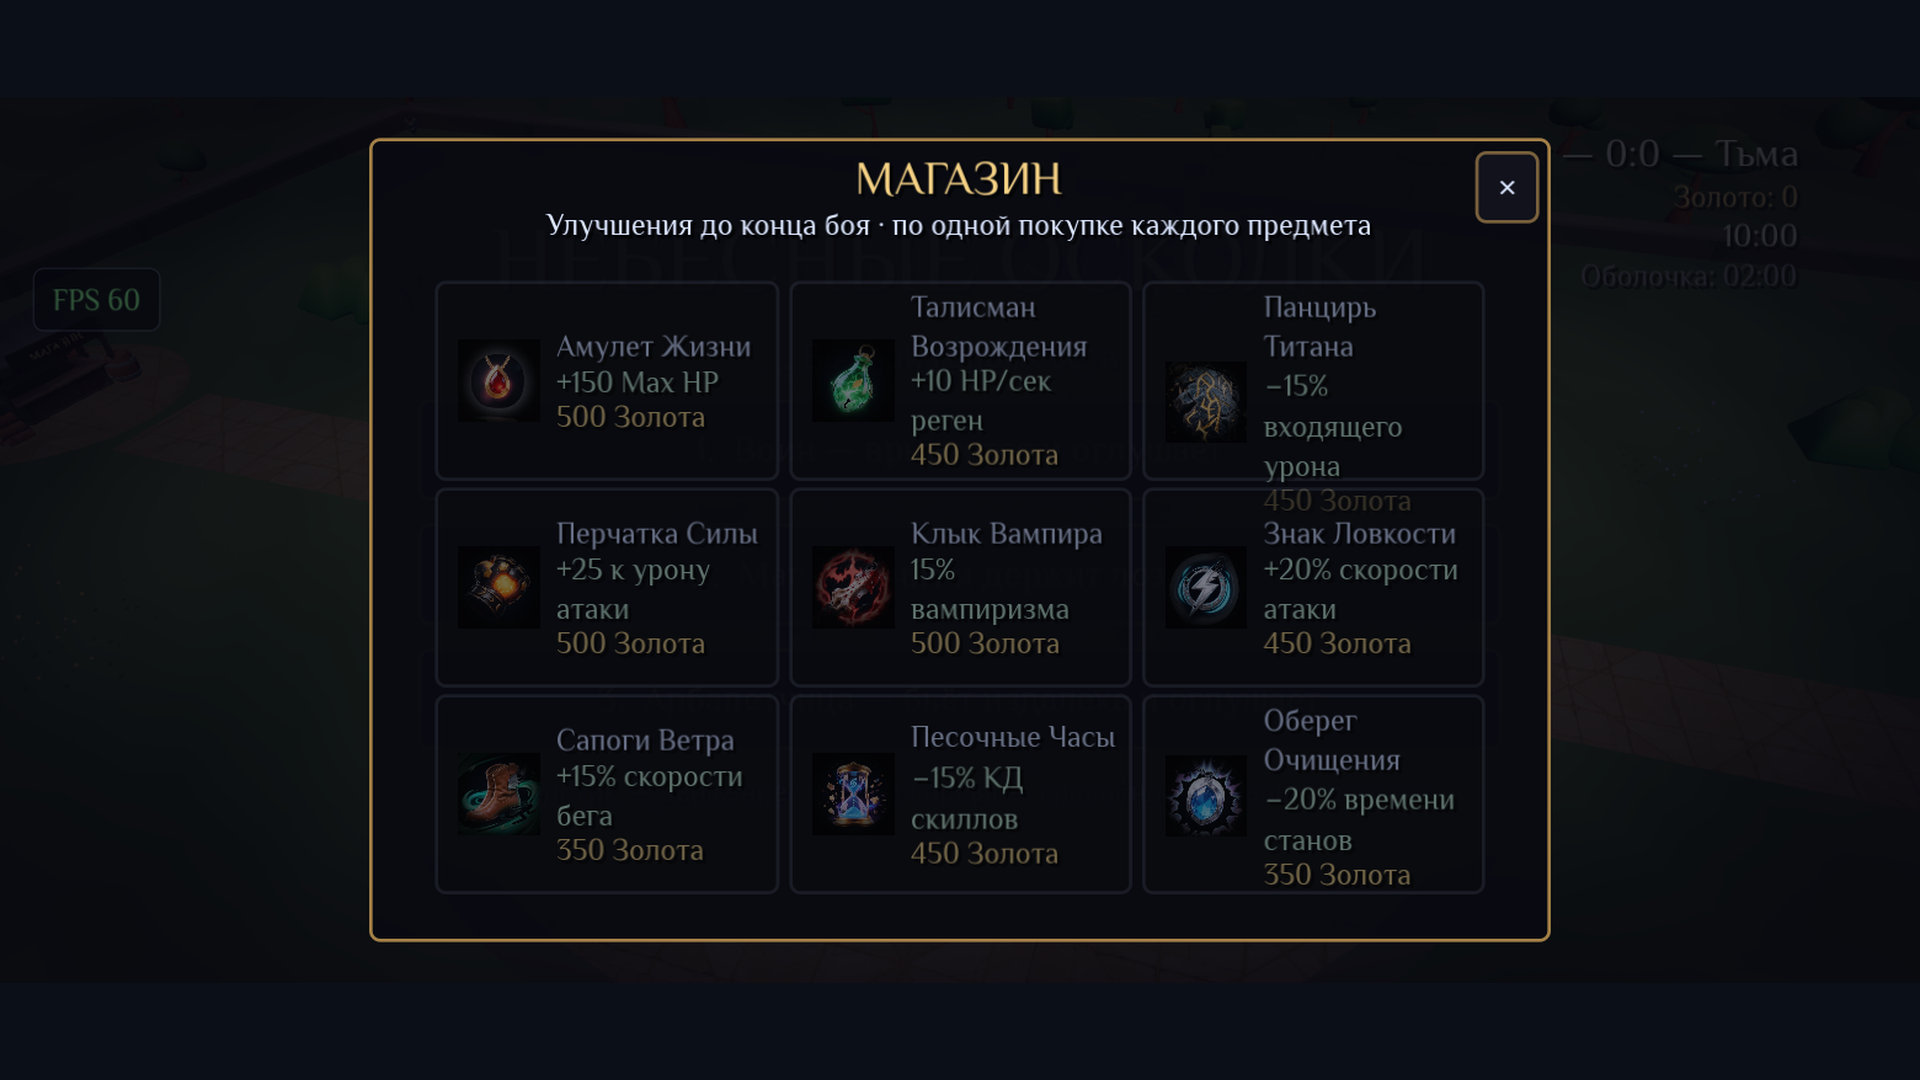 МАГАЗИН
Улучшения до конца боя · по одной покупке каждого предмета
НЕБЕСНЫЕ ОСКОЛКИ
— 0:0 — Тьма
Золото: 0
10:00
Оболочка: 02:00
FPS 60
×
Амулет Жизни
+150 Max HP
500 Золота
Талисман
Возрождения
+10 HP/сек
реген
450 Золота
Панцирь
Титана
−15%
входящего
урона
450 Золота
Перчатка Силы
+25 к урону
атаки
500 Золота
Клык Вампира
15%
вампиризма
500 Золота
Знак Ловкости
+20% скорости
атаки
450 Золота
Сапоги Ветра
+15% скорости
бега
350 Золота
Песочные Часы
−15% КД
скиллов
450 Золота
Оберег
Очищения
−20% времени
станов
350 Золота